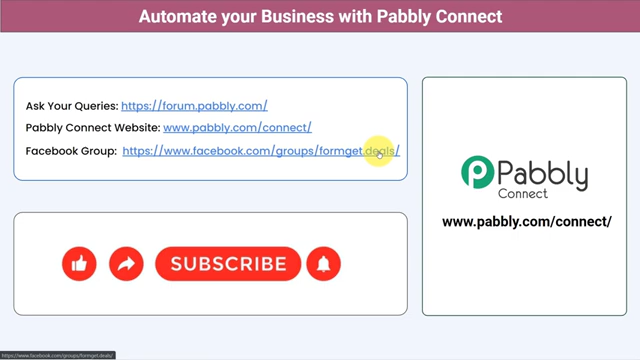 Automate your Business with Pabbly Connect
Ask Your Queries: https://forum.pabbly.com/
Pabbly Connect Website: www.pabbly.com/connect/
Facebook Group: https://www.facebook.com/groups/formget.deals/
Pabbly
Connect
www.pabbly.com/connect/
SUBSCRIBE
https://www.facebook.com/groups/formget.deals/